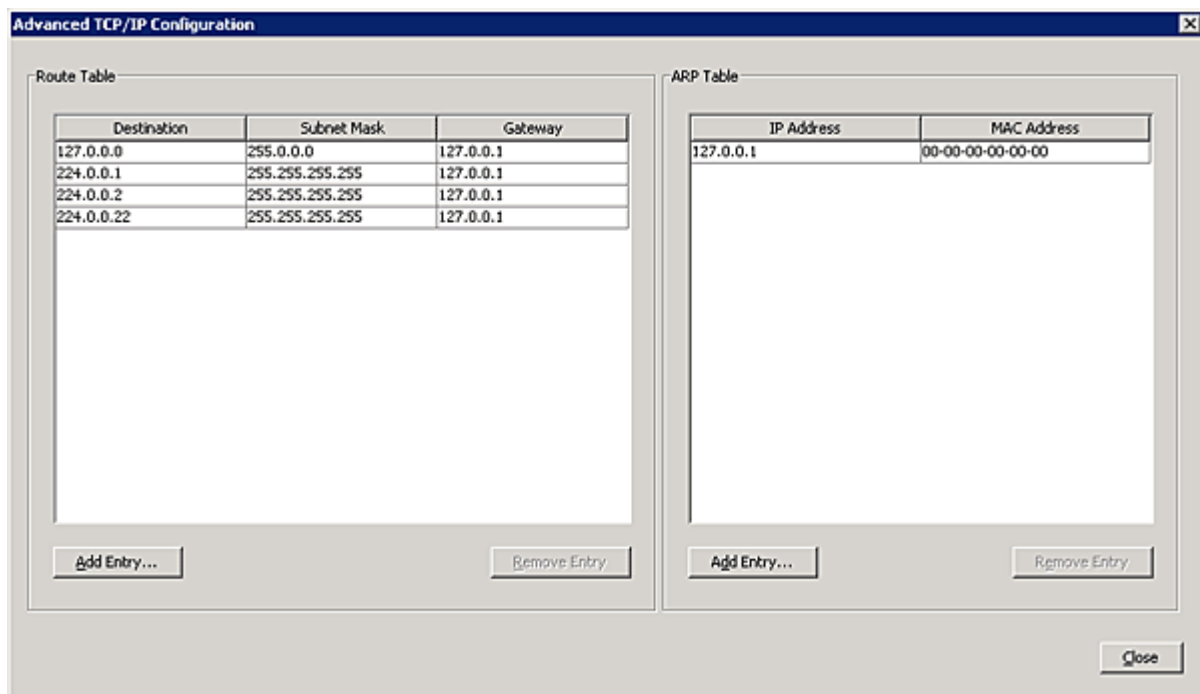 Advanced TCP/IP Configuration
Route Table
Destination Subnet Mask Gateway
127.0.0.0 255.0.0.0 127.0.0.1
224.0.0.1 255.255.255.255 127.0.0.1
224.0.0.2 255.255.255.255 127.0.0.1
224.0.0.22 255.255.255.255 127.0.0.1
Add Entry... Remove Entry
ARP Table
IP Address MAC Address
127.0.0.1 00-00-00-00-00-00
Add Entry... Remove Entry
Close